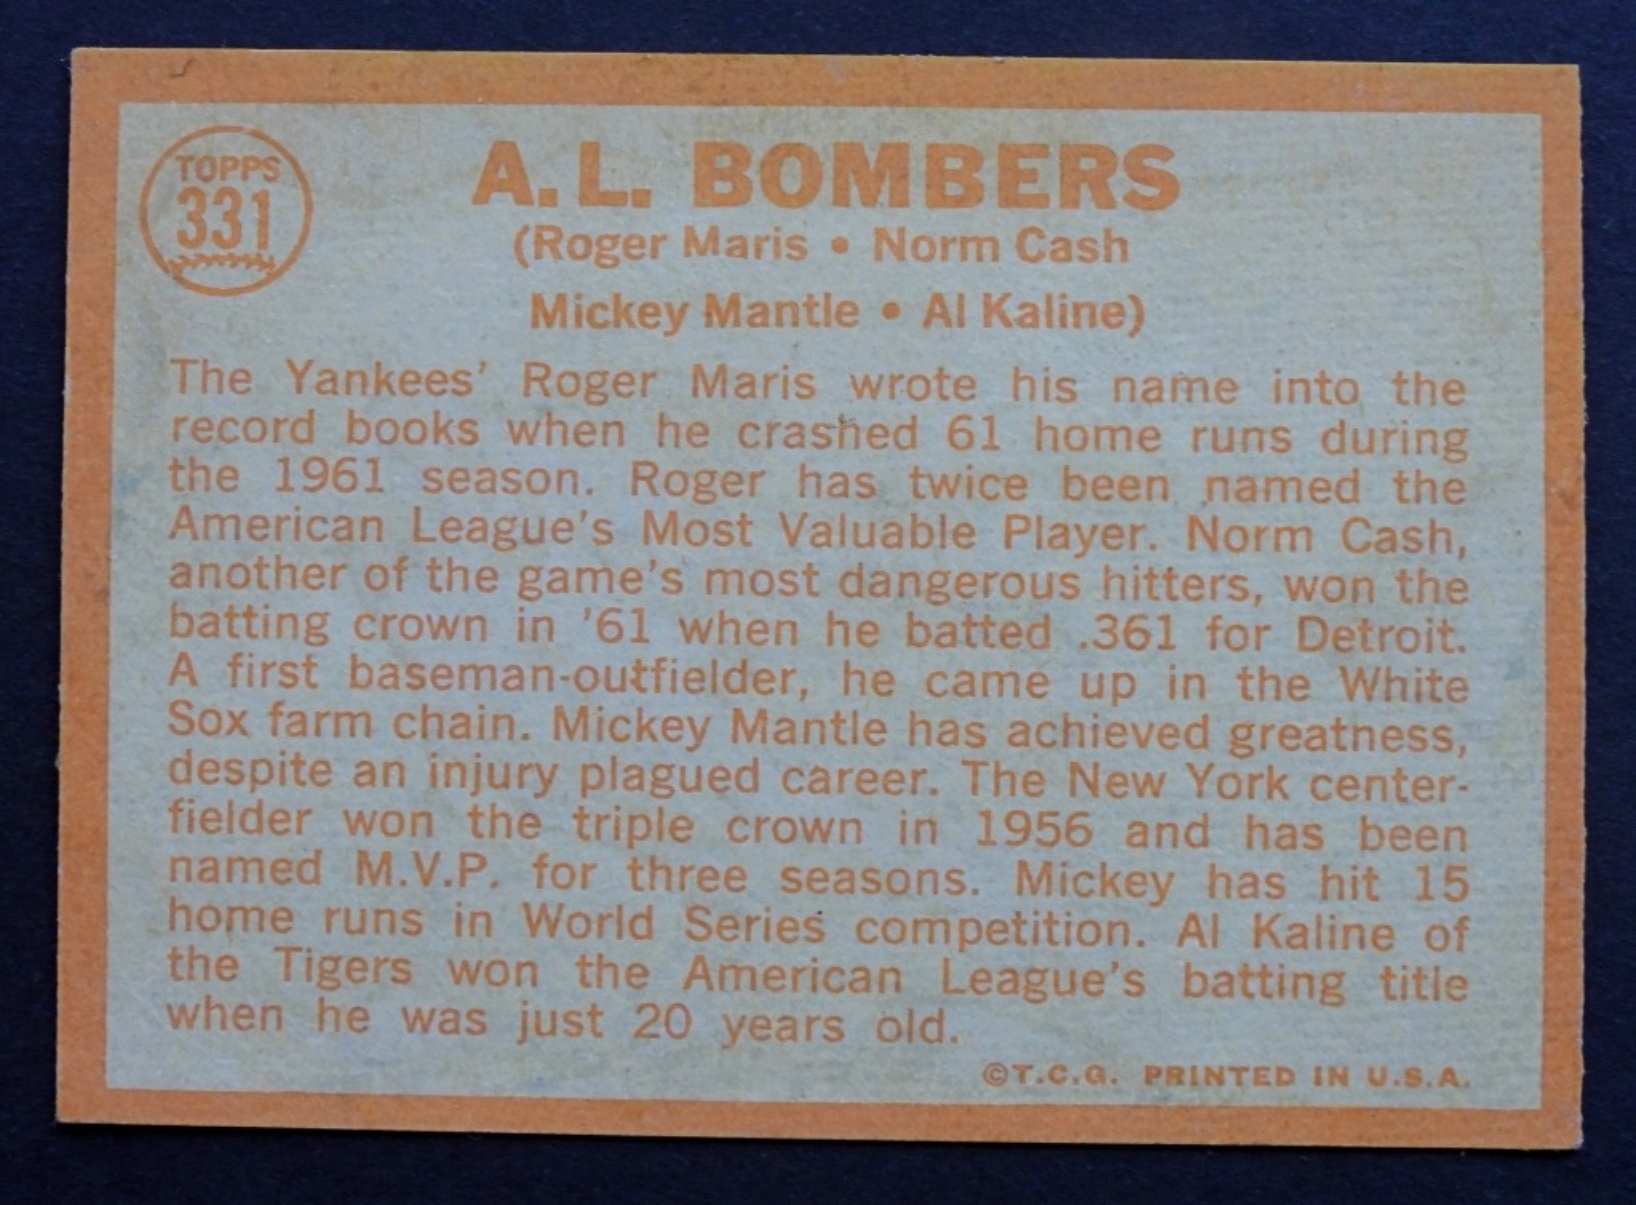 TOPPS
331
A.L. BOMBERS
(Roger Maris • Norm Cash
Mickey Mantle • Al Kaline)
The Yankees' Roger Maris wrote his name into the
record books when he crashed 61 home runs during
the 1961 season. Roger has twice been named the
American League's Most Valuable Player. Norm Cash,
another of the game's most dangerous hitters, won the
batting crown in '61 when he batted .361 for Detroit.
A first baseman-outfielder, he came up in the White
Sox farm chain. Mickey Mantle has achieved greatness,
despite an injury plagued career. The New York center-
fielder won the triple crown in 1956 and has been
named M.V.P. for three seasons. Mickey has hit 15
home runs in World Series competition. Al Kaline of
the Tigers won the American League's batting title
when he was just 20 years old.
©T.C.G. PRINTED IN U.S.A.